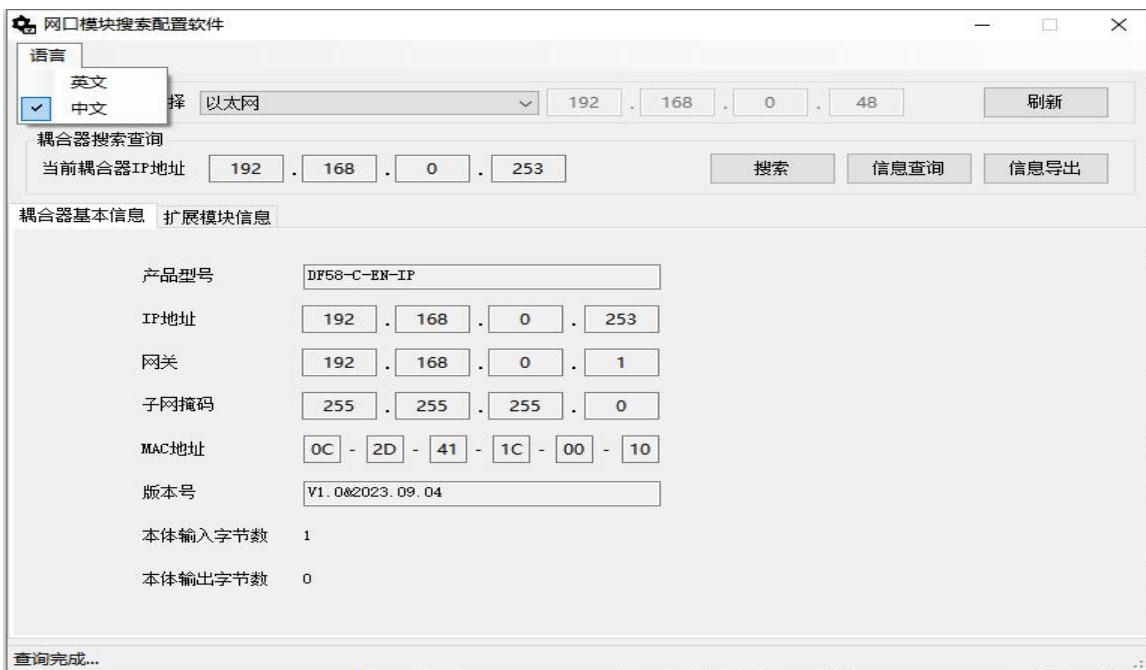 网口模块搜索配置软件
语言
英文
中文
择 以太网 192 . 168 . 0 . 48 刷新
耦合器搜索查询
当前耦合器IP地址 192 . 168 . 0 . 253 搜索 信息查询 信息导出
耦合器基本信息 扩展模块信息
产品型号 DF58-C-EN-IP
IP地址 192 . 168 . 0 . 253
网关 192 . 168 . 0 . 1
子网掩码 255 . 255 . 255 . 0
MAC地址 0C - 2D - 41 - 1C - 00 - 10
版本号 V1.0&2023.09.04
本体输入字节数 1
本体输出字节数 0
查询完成...